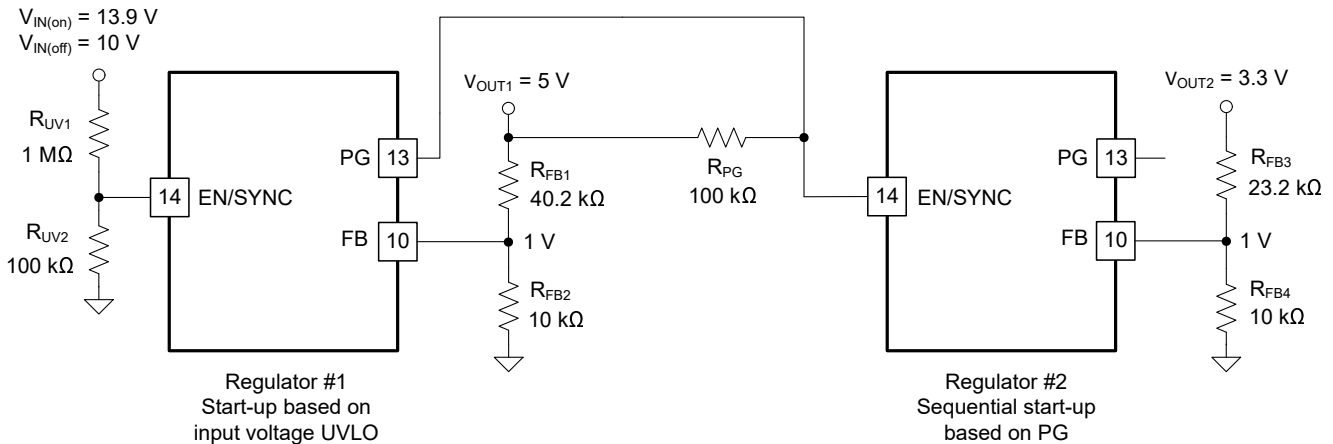 VIN(on) = 13.9 V
VIN(off) = 10 V
RUV1
1 MΩ
RUV2
100 kΩ
14
EN/SYNC
PG
13
FB
10
VOUT1 = 5 V
RFB1
40.2 kΩ
1 V
RFB2
10 kΩ
RPG
100 kΩ
14
EN/SYNC
PG
13
FB
10
VOUT2 = 3.3 V
RFB3
23.2 kΩ
1 V
RFB4
10 kΩ
Regulator #1
Start-up based on
input voltage UVLO
Regulator #2
Sequential start-up
based on PG